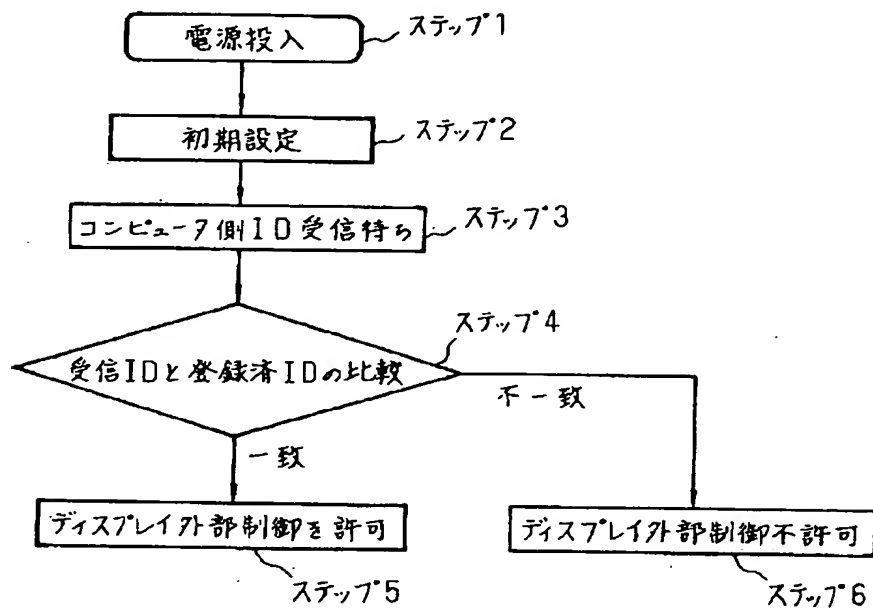 電源投入
ステップ1
初期設定
ステップ2
コンピュータ側ID受信待ち
ステップ3
ステップ4
受信IDと登録済IDの比較
不一致
一致
ディスプレイ外部制御を許可
ディスプレイ外部制御不許可
ステップ5
ステップ6